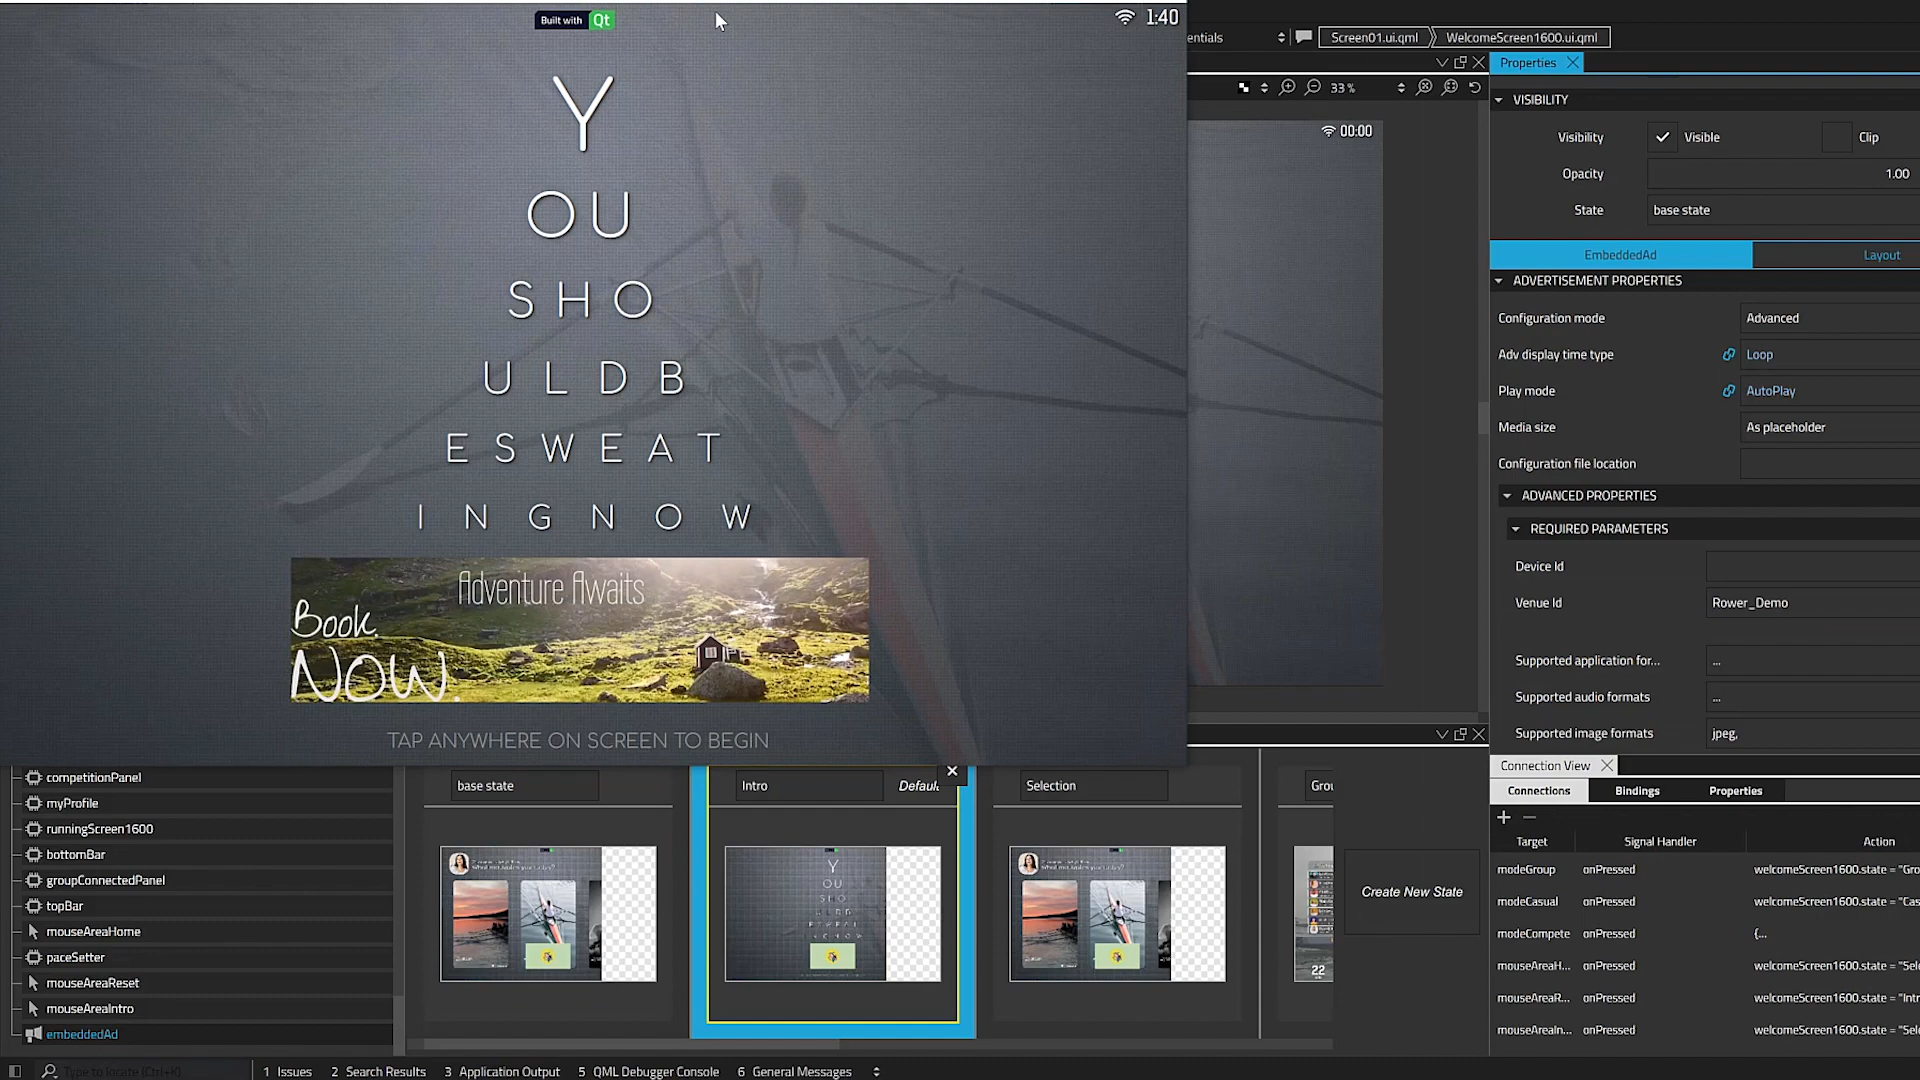 Built with Qt
1:40
Y
OU
SHO
ULDB
ESWEAT
INGNOW
Adventure Awaits
Book
NOW.
TAP ANYWHERE ON SCREEN TO BEGIN
entials
Screen01.ui.qml
WelcomeScreen1600.ui.qml
33 %
00:00
Properties
VISIBILITY
Visibility
Visible
Clip
Opacity
1.00
State
base state
EmbeddedAd
Layout
ADVERTISEMENT PROPERTIES
Configuration mode
Advanced
Adv display time type
Loop
Play mode
AutoPlay
Media size
As placeholder
Configuration file location
ADVANCED PROPERTIES
REQUIRED PARAMETERS
Device Id
Venue Id
Rower_Demo
Supported application for...
...
Supported audio formats
...
Supported image formats
jpeg,
competitionPanel
myProfile
runningScreen1600
bottomBar
groupConnectedPanel
topBar
mouseAreaHome
paceSetter
mouseAreaReset
mouseAreaIntro
embeddedAd
base state
Intro
Default
Selection
Grou
22
Create New State
Connection View
Connections
Bindings
Properties
Target
Signal Handler
Action
modeGroup
onPressed
welcomeScreen1600.state = "Gro
modeCasual
onPressed
welcomeScreen1600.state = "Cas
modeCompete
onPressed
{...
mouseAreaH...
onPressed
welcomeScreen1600.state = "Sele
mouseAreaR...
onPressed
welcomeScreen1600.state = "Intr
mouseAreaIn...
onPressed
welcomeScreen1600.state = "Sele
Type to locate (Ctrl+K)
1 Issues
2 Search Results
3 Application Output
5 QML Debugger Console
6 General Messages